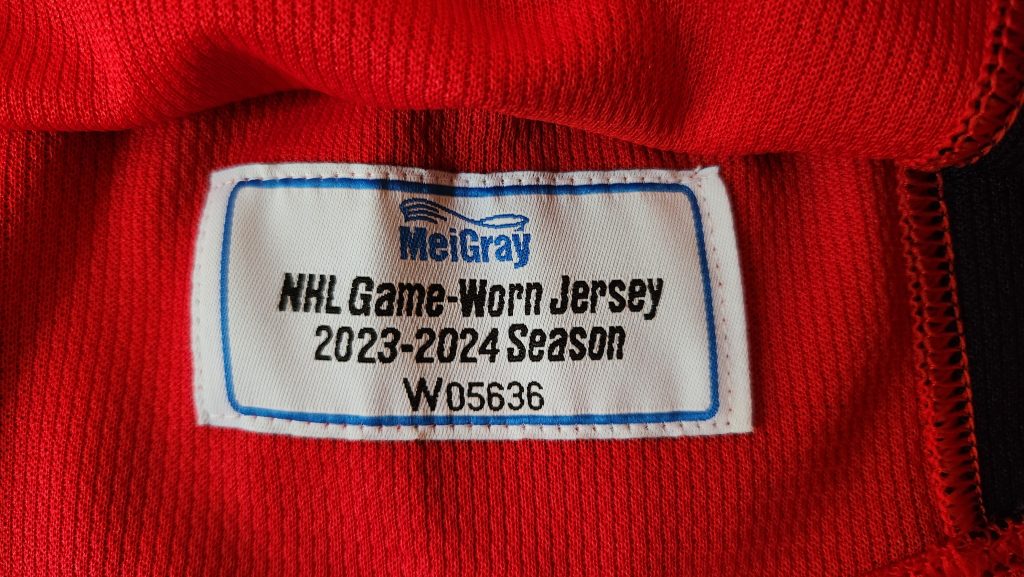 MeiGray
NHL Game-Worn Jersey
2023-2024 Season
W05636